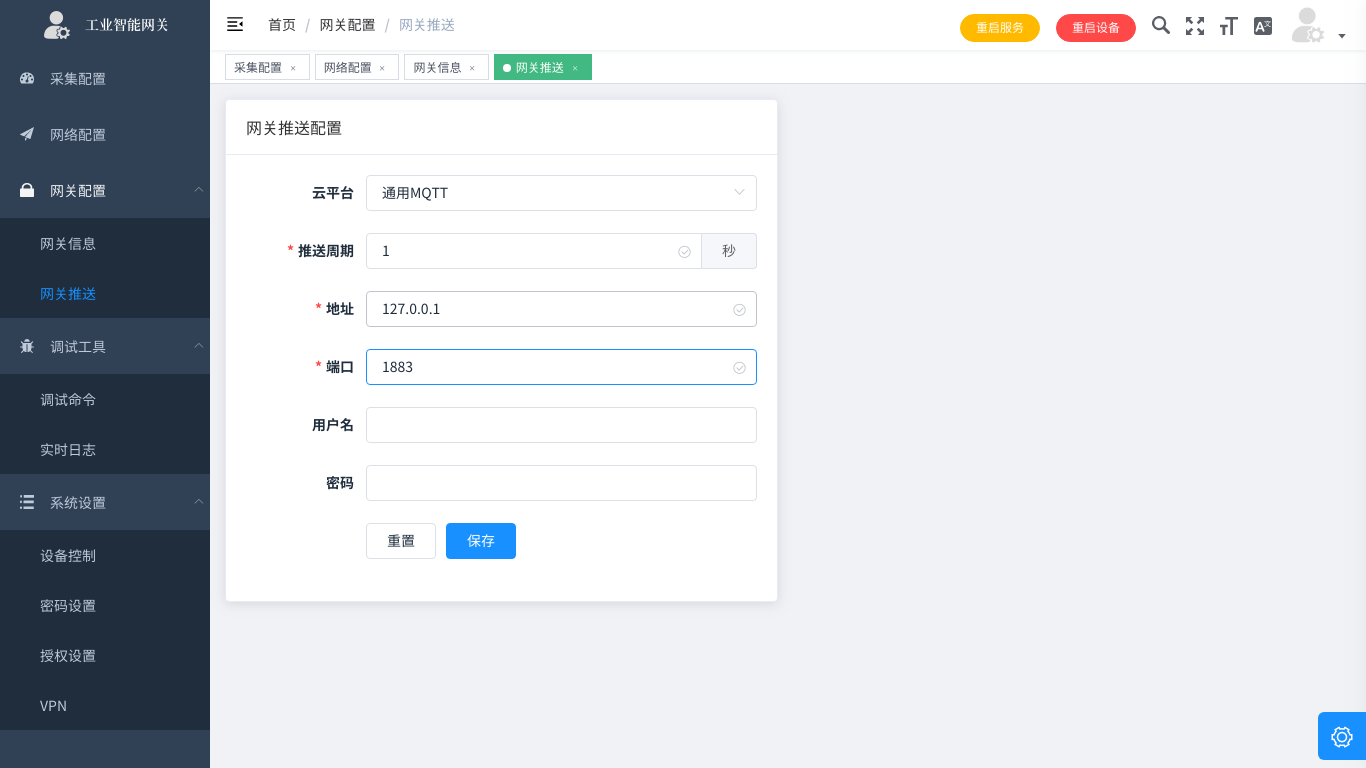 工业智能网关
采集配置
网络配置
网关配置
网关信息
网关推送
调试工具
调试命令
实时日志
系统设置
设备控制
密码设置
授权设置
VPN
首页 / 网关配置 / 网关推送
重启服务
重启设备
采集配置 ×
网络配置 ×
网关信息 ×
网关推送 ×
网关推送配置
云平台 通用MQTT
* 推送周期 1 秒
* 地址 127.0.0.1
* 端口 1883
用户名
密码
重置 保存